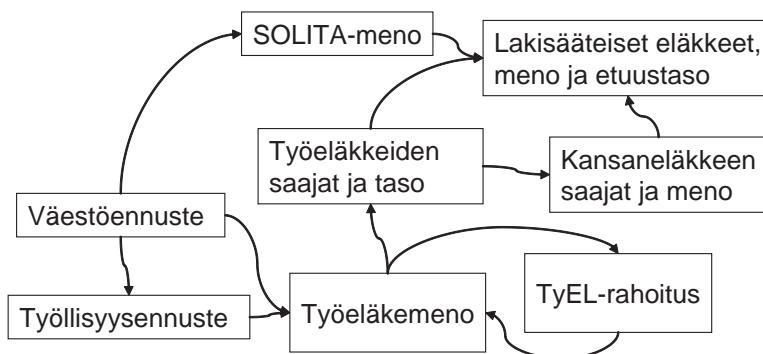 SOLITA-meno
Lakisääteiset eläkkeet,
meno ja etuustaso
Työeläkkeiden
saajat ja taso
Kansaneläkkeen
saajat ja meno
Väestöennuste
Työllisyysennuste
Työeläkemeno
TyEL-rahoitus